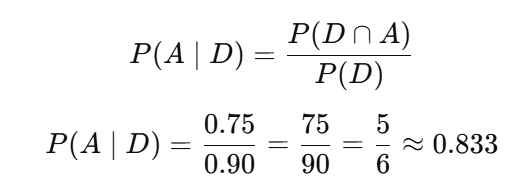 P(A | D) = P(D ∩ A) / P(D)
P(A | D) = 0.75 / 0.90 = 75 / 90 = 5 / 6 ≈ 0.833